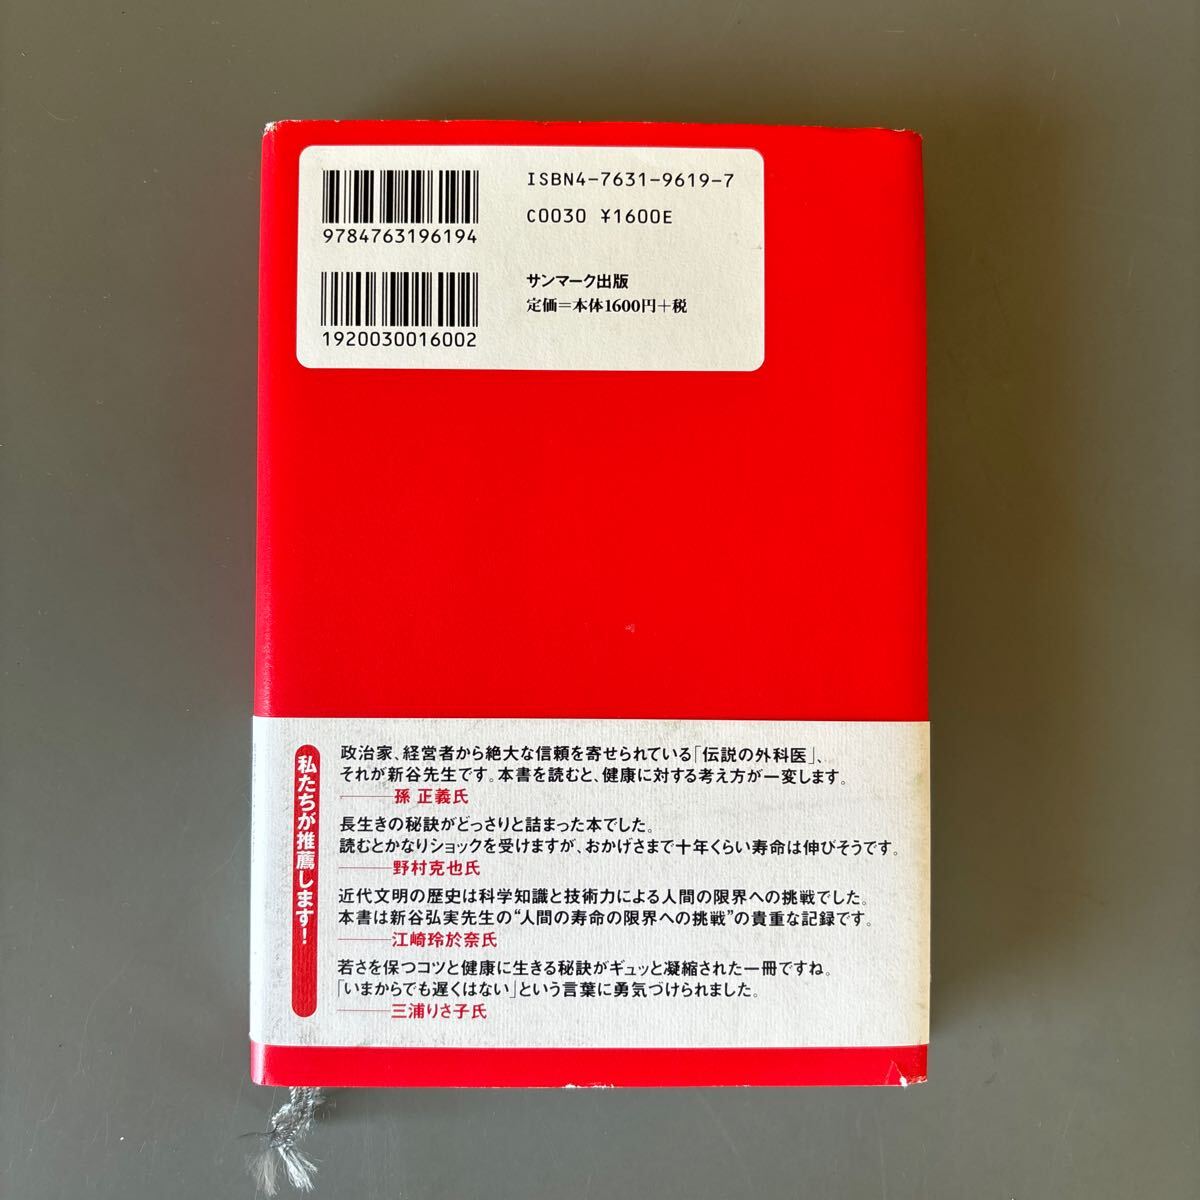 ISBN4-7631-9619-7
C0030 ¥1600E
9784763196194
サンマーク出版
定価=本体1600円+税
1920030016002
私たちが推薦します!
政治家、経営者から絶大な信頼を寄せられている「伝説の外科医」、
それが新谷先生です。本書を読むと、健康に対する考え方が一変します。
孫 正義氏
長生きの秘訣がどっさりと詰まった本でした。
読むとかなりショックを受けますが、おかげさまで十年くらい寿命は伸びそうです。
野村克也氏
近代文明の歴史は科学知識と技術力による人間の限界への挑戦でした。
本書は新谷弘実先生の“人間の寿命の限界への挑戦”の貴重な記録です。
江崎玲於奈氏
若さを保つコツと健康に生きる秘訣がギュッと凝縮された一冊ですね。
「いまからでも遅くはない」という言葉に勇気づけられました。
三浦りさ子氏